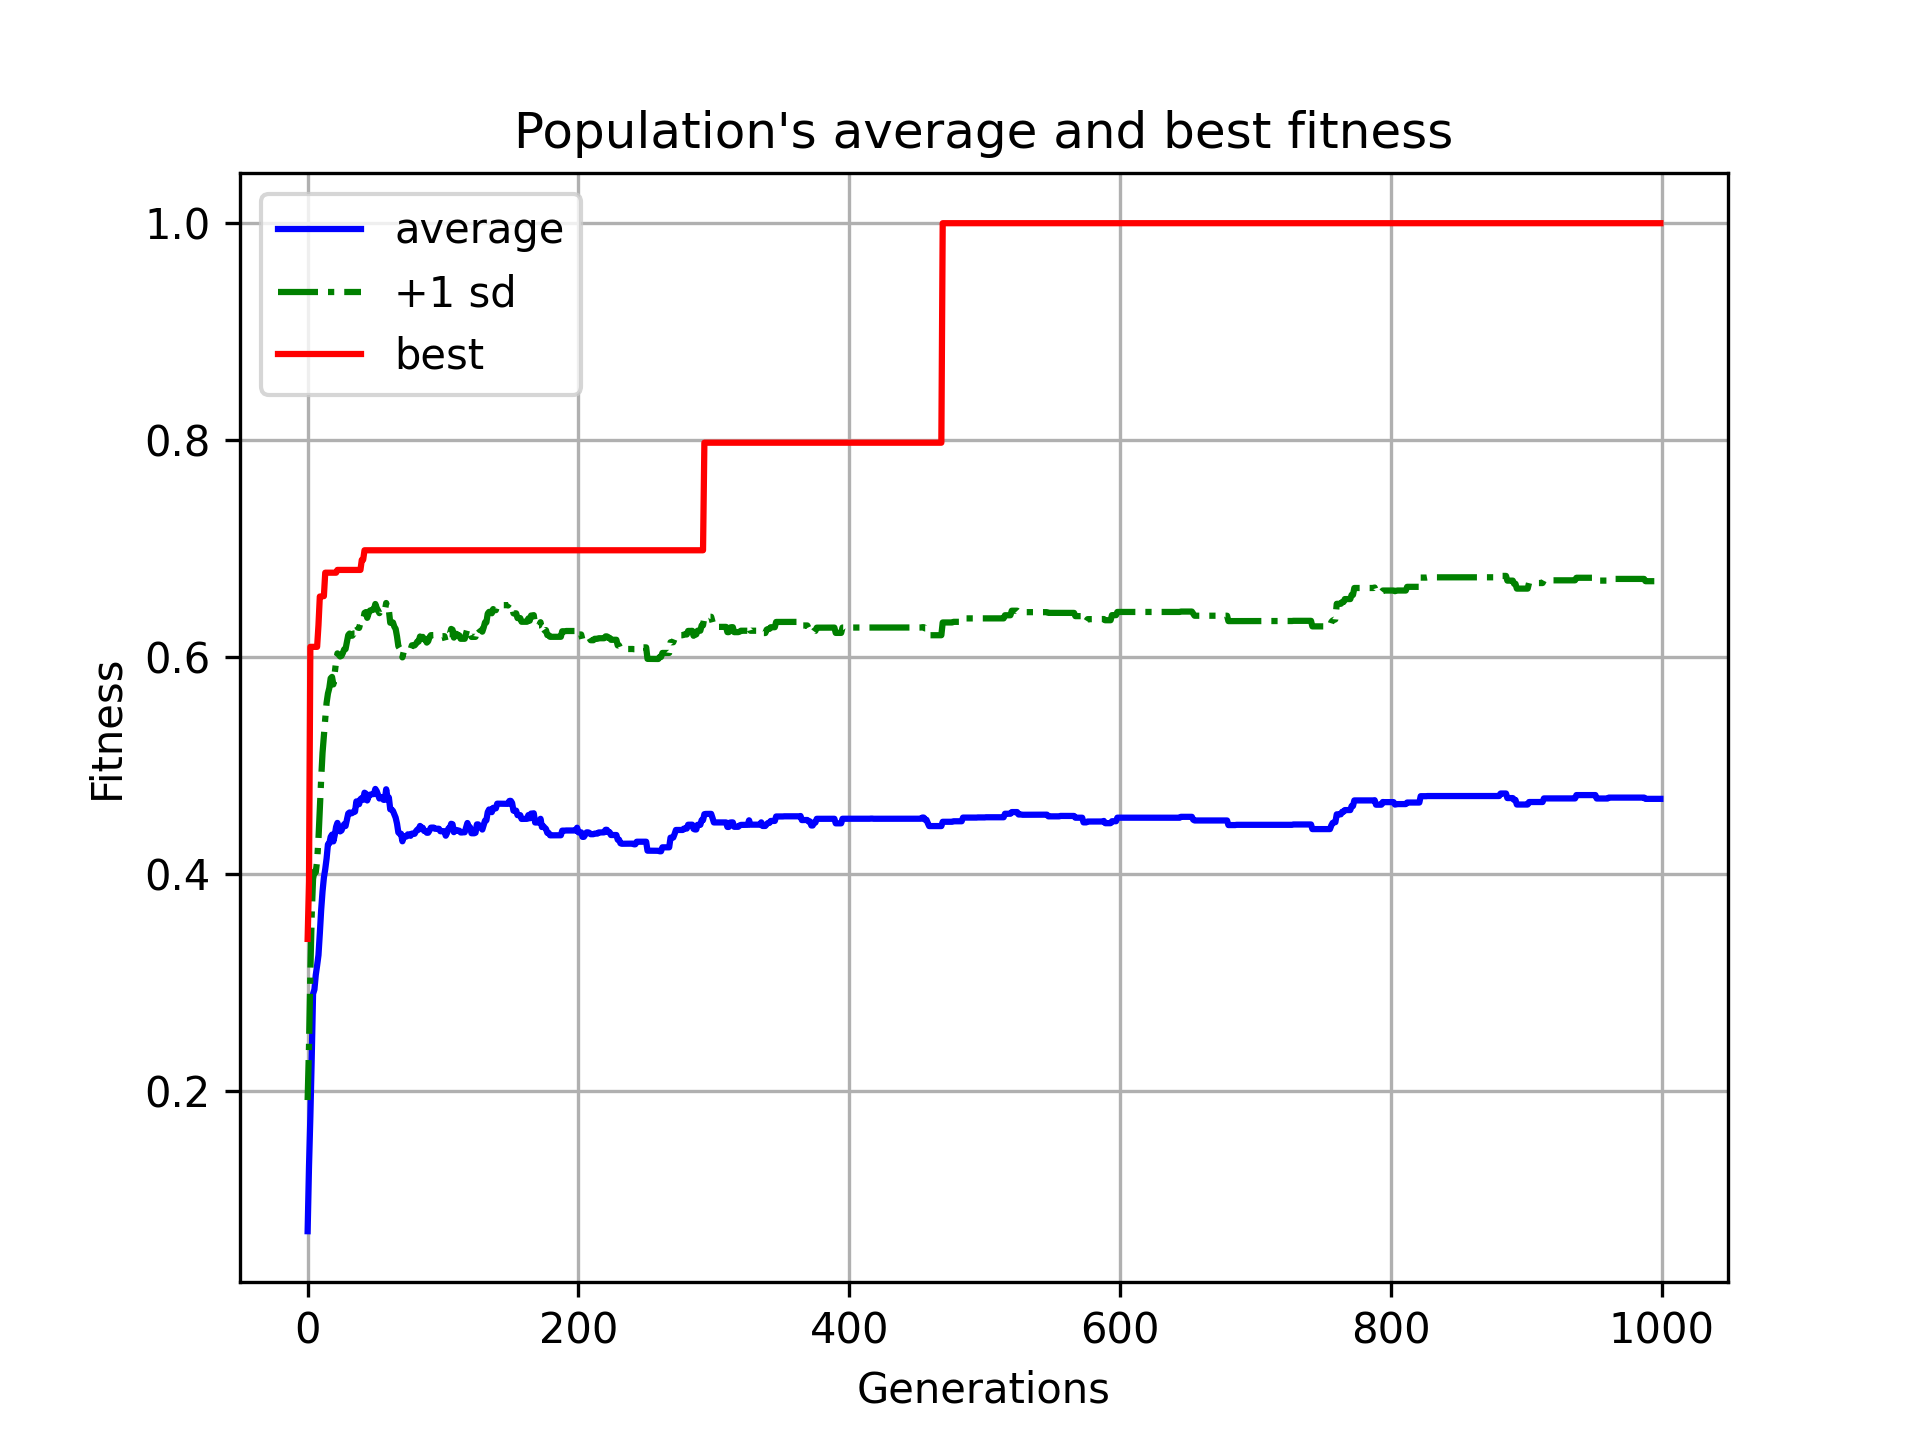 Population's average and best fitness
average
+1 sd
best
Fitness
1.0
0.8
0.6
0.4
0.2
0 200 400 600 800 1000
Generations